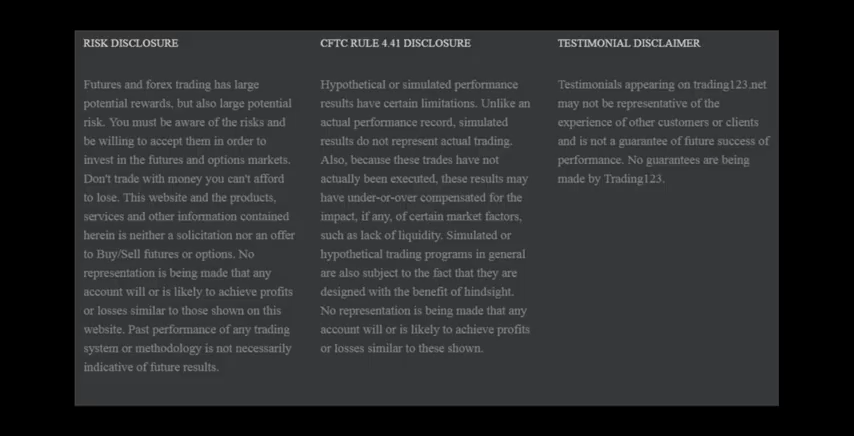 RISK DISCLOSURE
Futures and forex trading has large
potential rewards, but also large potential
risk. You must be aware of the risks and
be willing to accept them in order to
invest in the futures and options markets.
Don't trade with money you can't afford
to lose. This website and the products,
services and other information contained
herein is neither a solicitation nor an offer
to Buy/Sell futures or options. No
representation is being made that any
account will or is likely to achieve profits
or losses similar to those shown on this
website. Past performance of any trading
system or methodology is not necessarily
indicative of future results.
CFTC RULE 4.41 DISCLOSURE
Hypothetical or simulated performance
results have certain limitations. Unlike an
actual performance record, simulated
results do not represent actual trading.
Also, because these trades have not
actually been executed, these results may
have under-or-over compensated for the
impact, if any, of certain market factors,
such as lack of liquidity. Simulated or
hypothetical trading programs in general
are also subject to the fact that they are
designed with the benefit of hindsight.
No representation is being made that any
account will or is likely to achieve profits
or losses similar to these shown.
TESTIMONIAL DISCLAIMER
Testimonials appearing on trading123.net
may not be representative of the
experience of other customers or clients
and is not a guarantee of future success of
performance. No guarantees are being
made by Trading123.